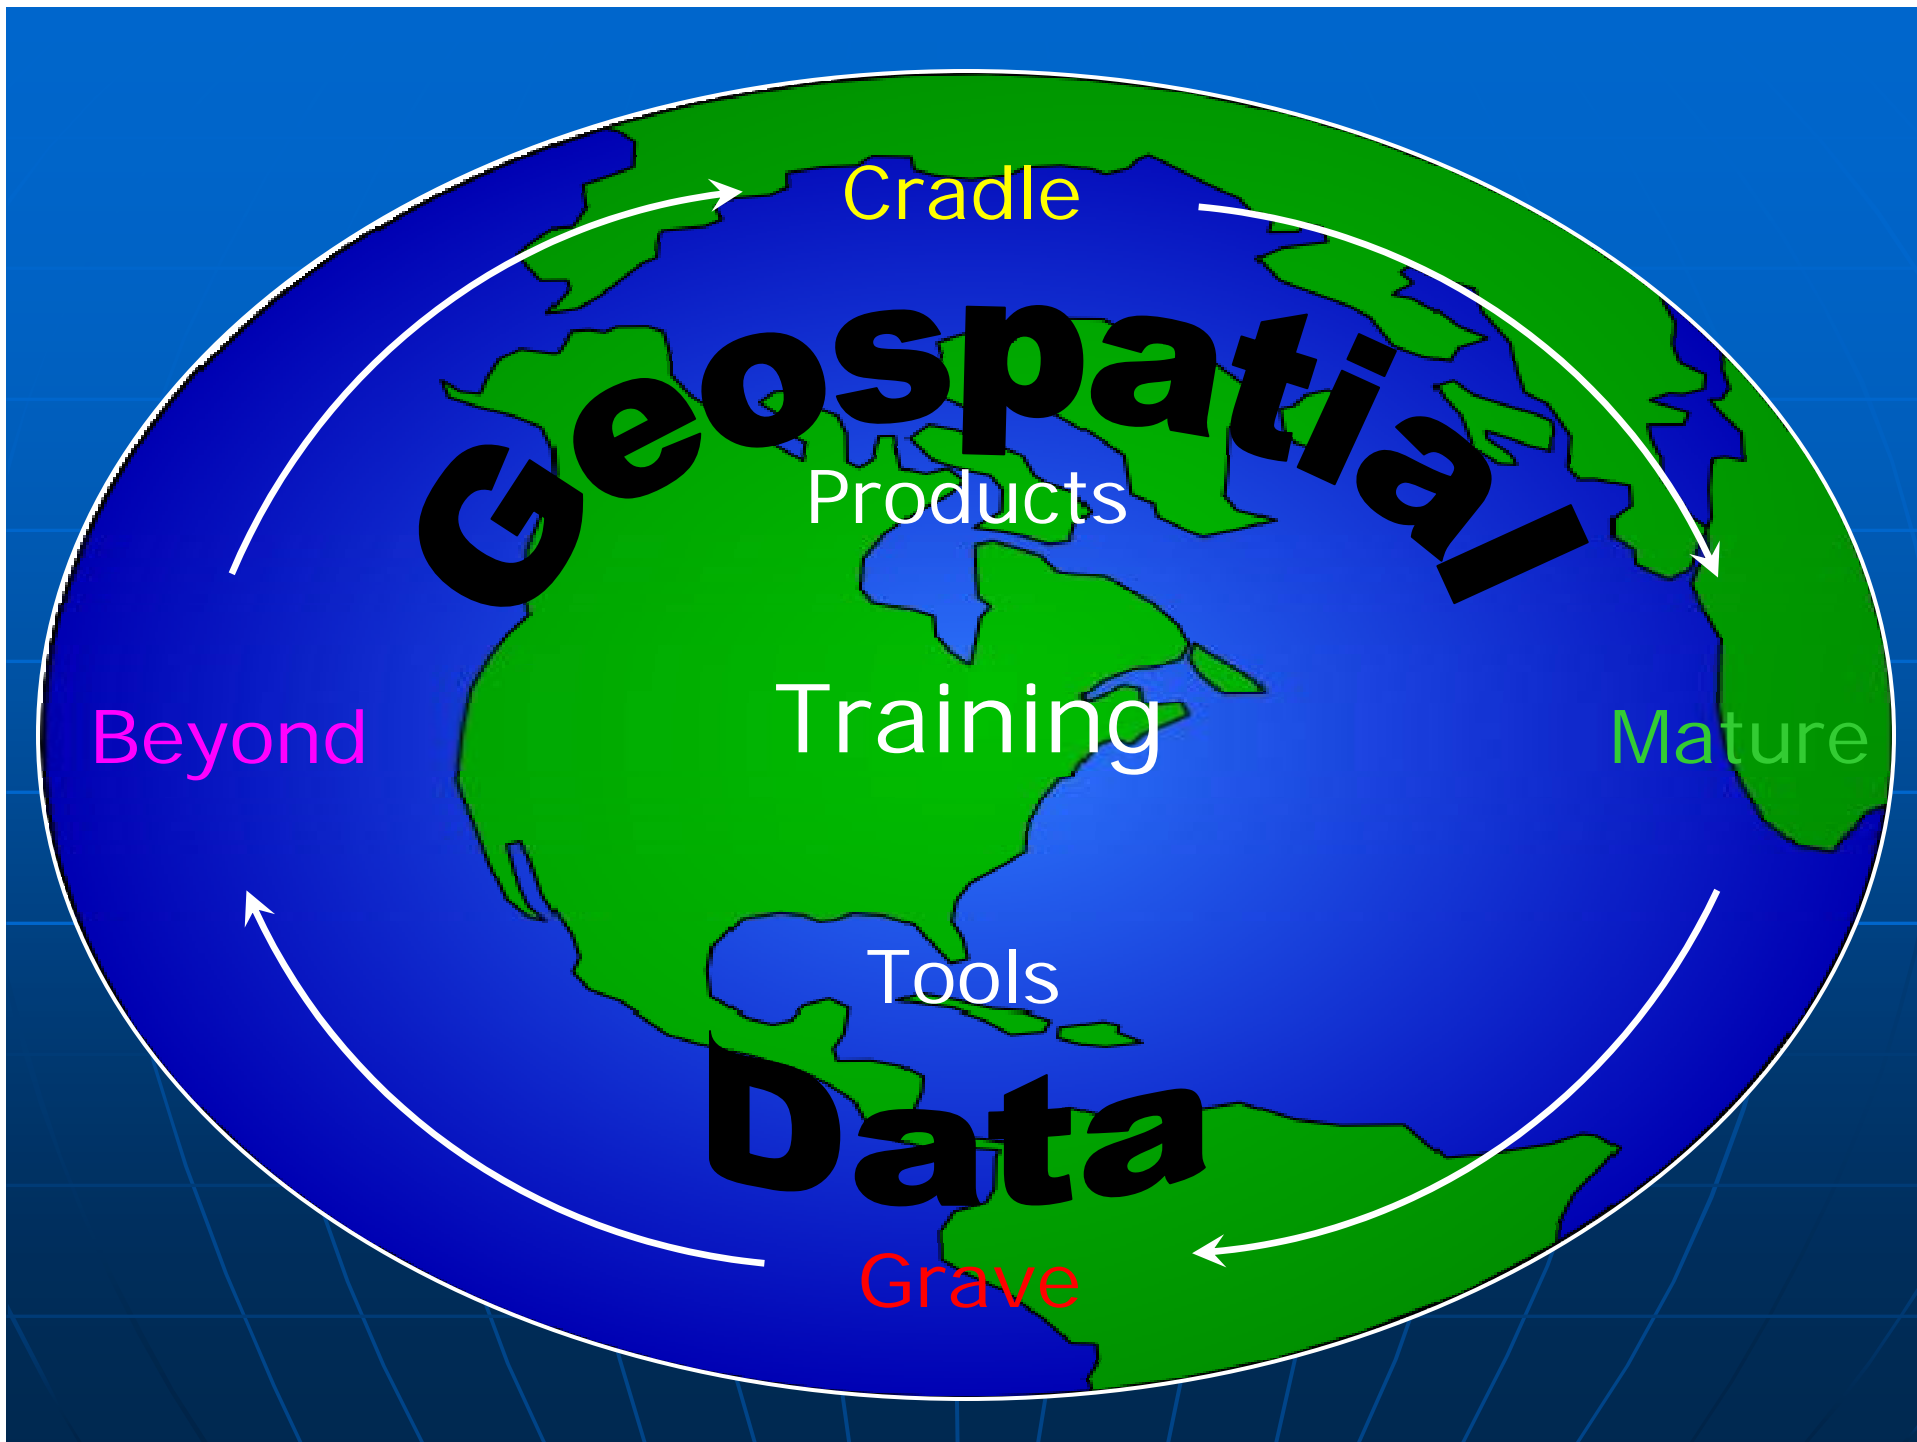 Cradle
Geospatial
Products
Training
Beyond
Mature
Tools
Data
Grave